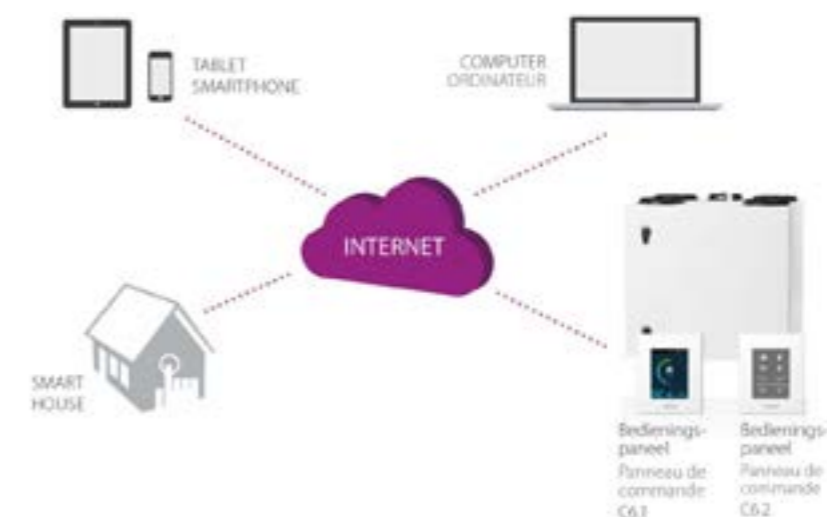 TABLET
SMARTPHONE
COMPUTER
ORDINATEUR
INTERNET
SMART
HOUSE
Bedienings-
paneel
Panneau de
commande
C6.1
Bedienings-
paneel
Panneau de
commande
C6.2